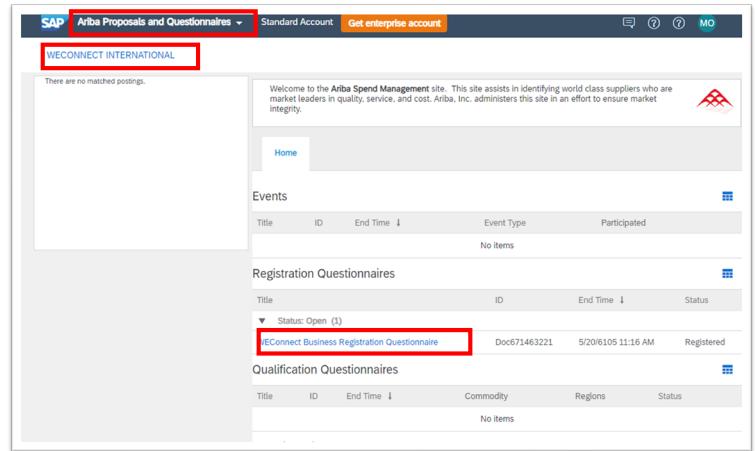 SAP Ariba Proposals and Questionnaires Standard Account Get enterprise account ? ? MO
WECONNECT INTERNATIONAL
There are no matched postings.
Welcome to the Ariba Spend Management site. This site assists in identifying world class suppliers who are
market leaders in quality, service, and cost. Ariba, Inc. administers this site in an effort to ensure market
integrity.
Home
Events
Title ID End Time ↓ Event Type Participated
No items
Registration Questionnaires
Title ID End Time ↓ Status
▼ Status: Open (1)
WEConnect Business Registration Questionnaire Doc671463221 5/20/6105 11:16 AM Registered
Qualification Questionnaires
Title ID End Time ↓ Commodity Regions Status
No items